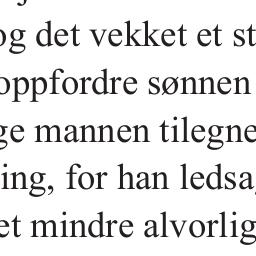 og det vekket et st
oppfordre sønnen
ge mannen tilegne
ing, for han ledsa
et mindre alvorlig